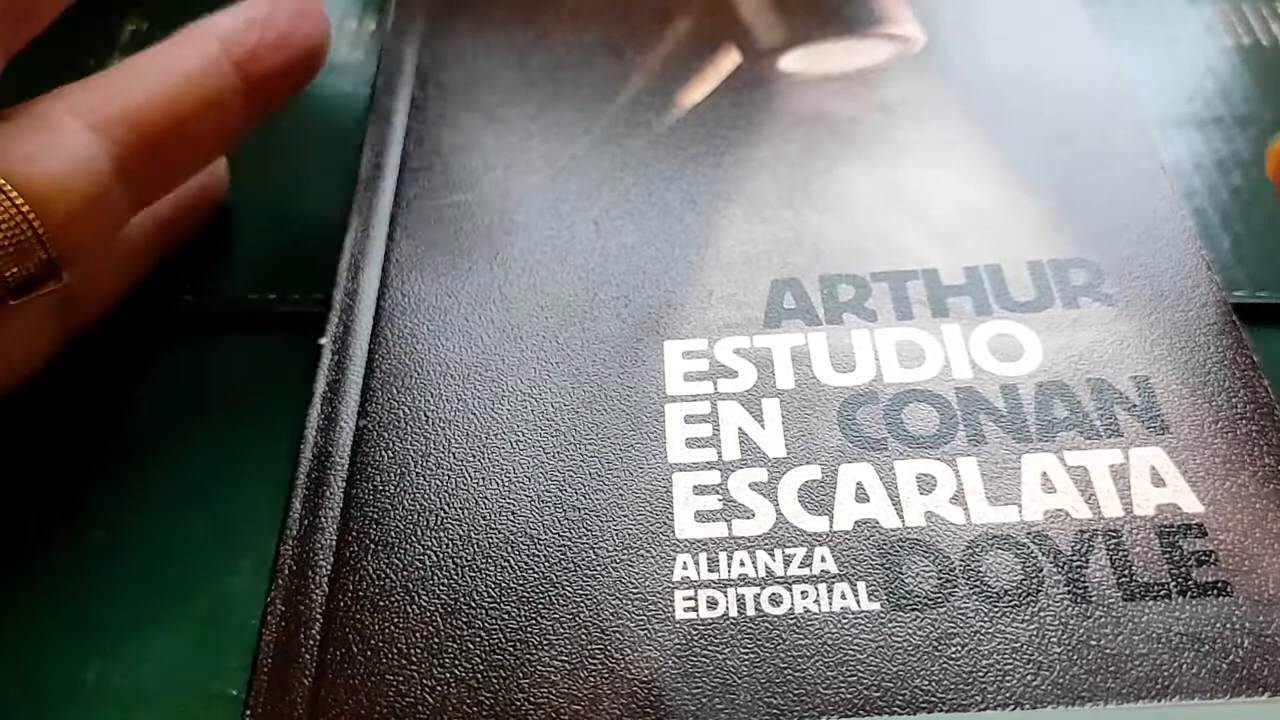 ARTHUR
ESTUDIO
EN CONAN
ESCARLATA
ALIANZA DOYLE
EDITORIAL